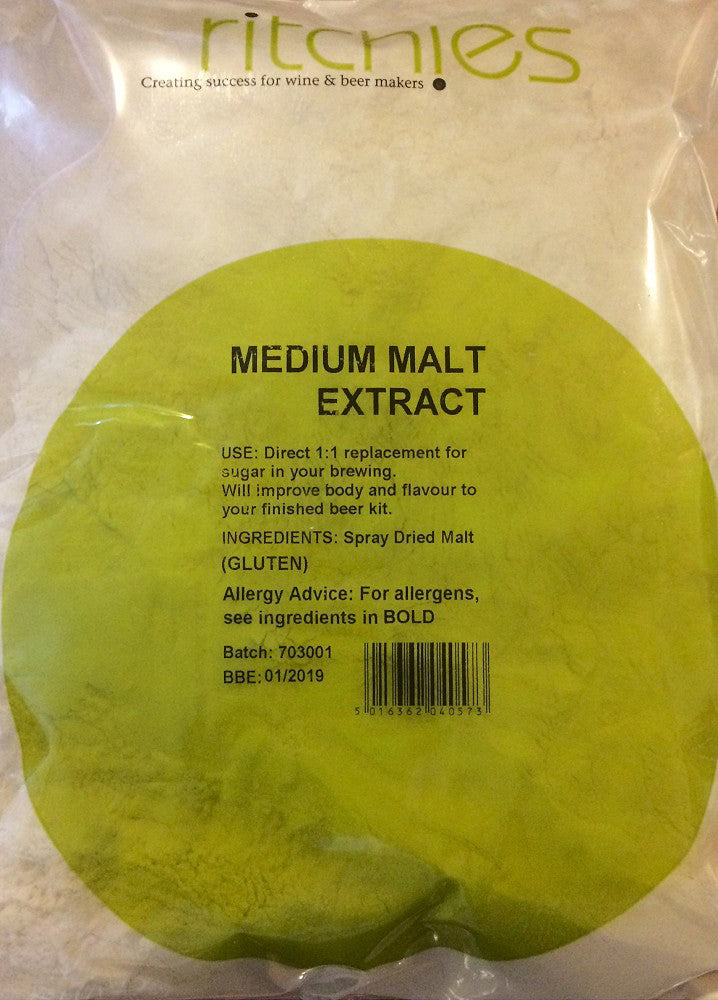 ritchies
Creating success for wine & beer makers
MEDIUM MALT
EXTRACT
USE: Direct 1:1 replacement for
sugar in your brewing.
Will improve body and flavour to
your finished beer kit.
INGREDIENTS: Spray Dried Malt
(GLUTEN)
Allergy Advice: For allergens,
see ingredients in BOLD
Batch: 703001
BBE: 01/2019
5 016362 040573